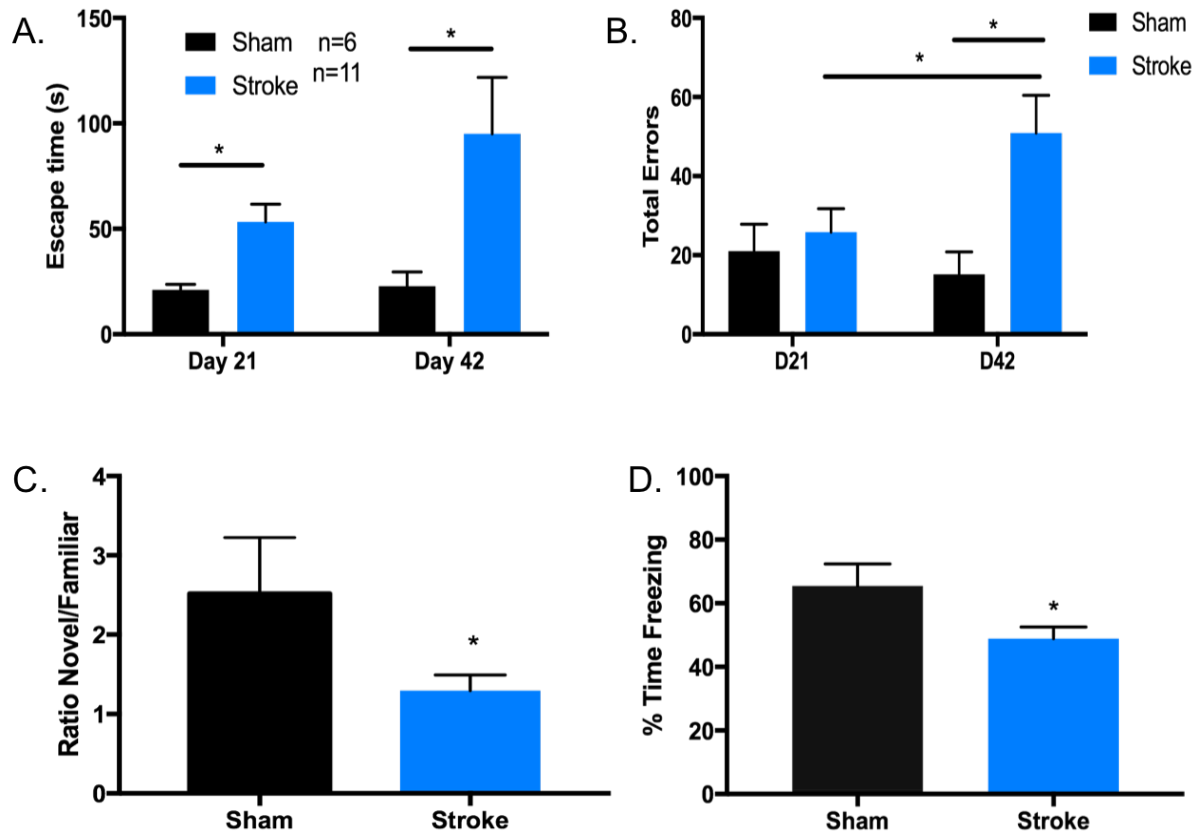 A.
Escape time (s)
150
100
50
0
Sham n=6
Stroke n=11
*
*
Day 21
Day 42
B.
Total Errors
80
60
40
20
0
*
*
Sham
Stroke
D21
D42
C.
Ratio Novel/Familiar
4
3
2
1
0
*
Sham
Stroke
D.
% Time Freezing
100
80
60
40
20
0
*
Sham
Stroke